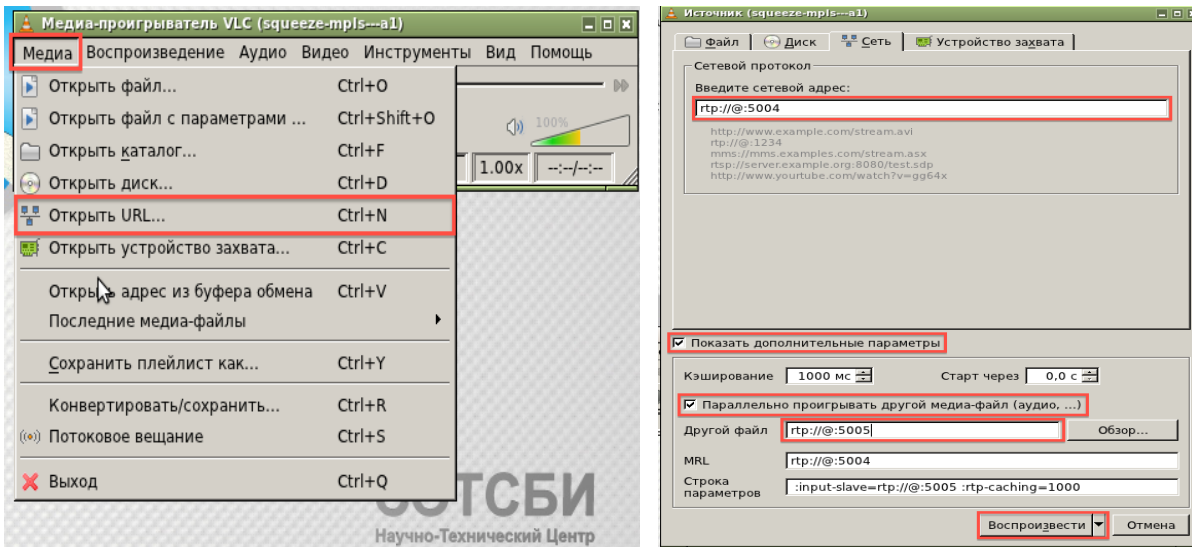 Медиа-проигрыватель VLC (squeeze-mpls---a1)
Медиа Воспроизведение Аудио Видео Инструменты Вид Помощь
Открыть файл... Ctrl+O
Открыть файл с параметрами ... Ctrl+Shift+O
100%
Открыть каталог... Ctrl+F
1.00x --:--/--:--
Открыть диск... Ctrl+D
Открыть URL... Ctrl+N
Открыть устройство захвата... Ctrl+C
Открыть адрес из буфера обмена Ctrl+V
Последние медиа-файлы
Сохранить плейлист как... Ctrl+Y
Конвертировать/сохранить... Ctrl+R
Потоковое вещание Ctrl+S
Выход Ctrl+Q
Научно-Технический Центр
Источник (squeeze-mpls---a1)
Файл Диск Сеть Устройство захвата
Сетевой протокол
Введите сетевой адрес:
rtp://@:5004
http://www.example.com/stream.avi
rtp://@:1234
mms://mms.examples.com/stream.asx
rtsp://server.example.org:8080/test.sdp
http://www.yourtube.com/watch?v=gg64x
Показать дополнительные параметры
Кэширование 1000 мс Старт через 0,0 с
Параллельно проигрывать другой медиа-файл (аудио, ...)
Другой файл rtp://@:5005 Обзор...
MRL rtp://@:5004
Строка параметров :input-slave=rtp://@:5005 :rtp-caching=1000
Воспроизвести Отмена